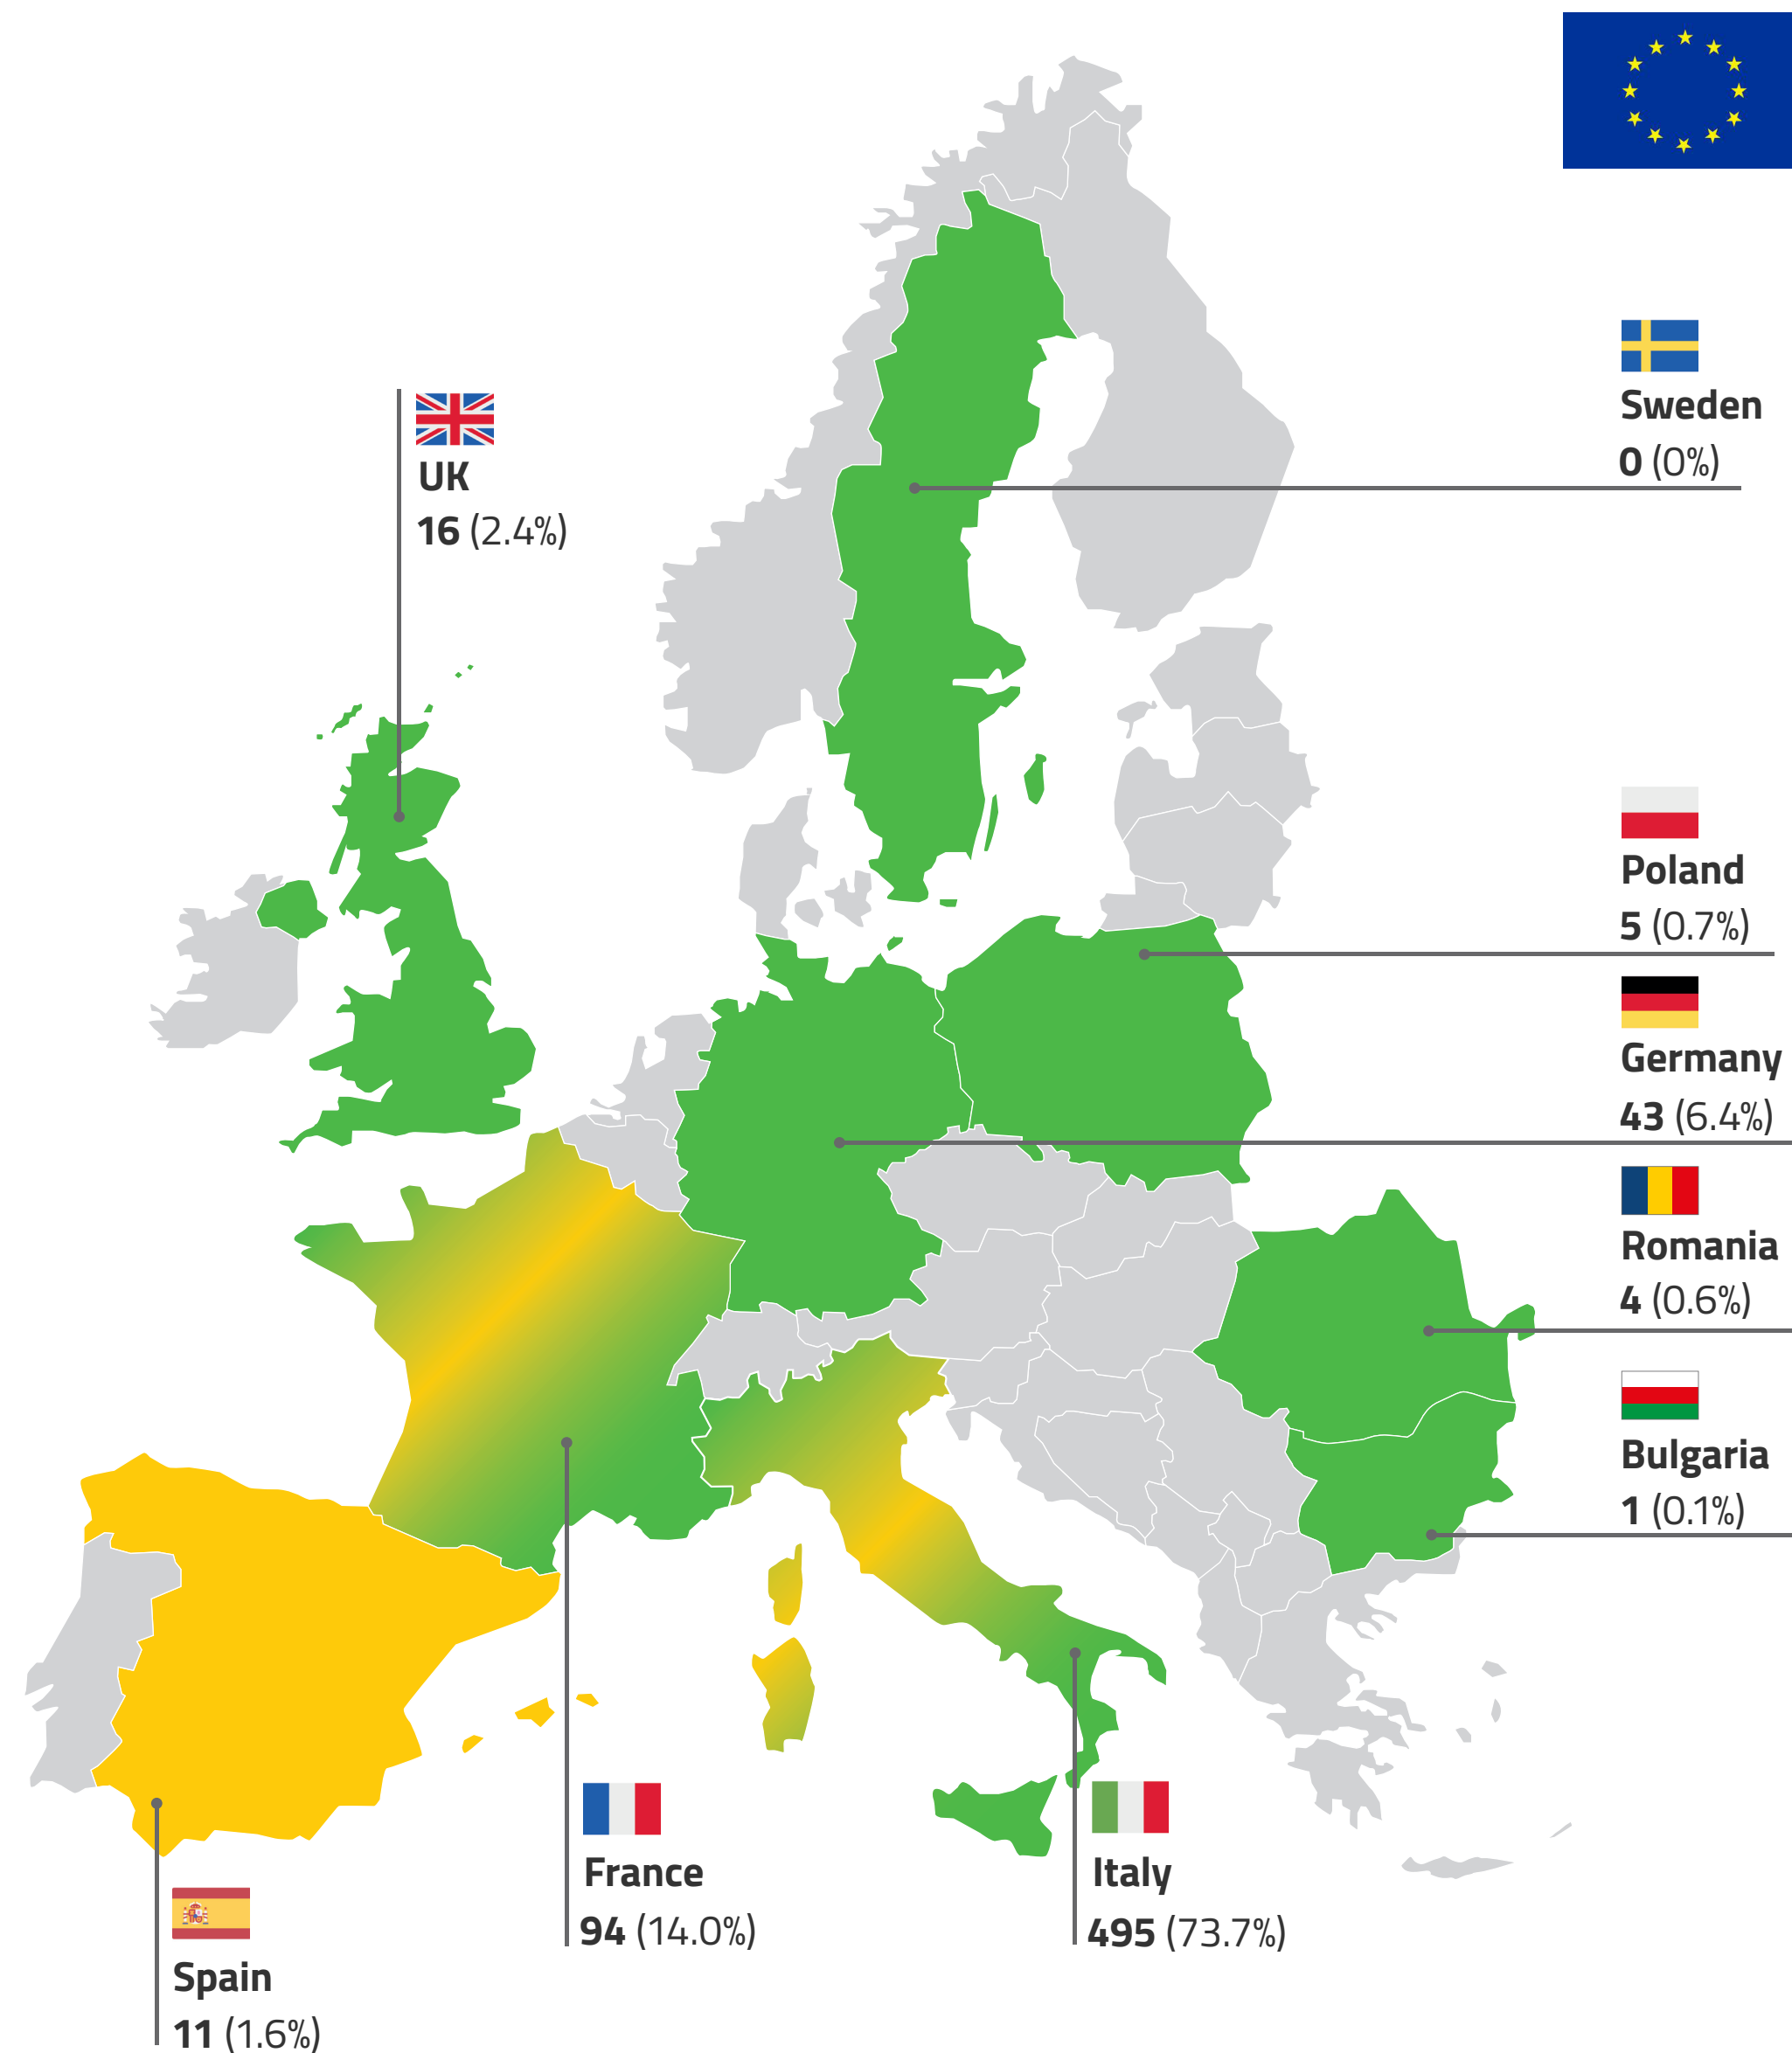 Sweden
0 (0%)
UK
16 (2.4%)
Poland
5 (0.7%)
Germany
43 (6.4%)
Romania
4 (0.6%)
Bulgaria
1 (0.1%)
France
94 (14.0%)
Italy
495 (73.7%)
Spain
11 (1.6%)